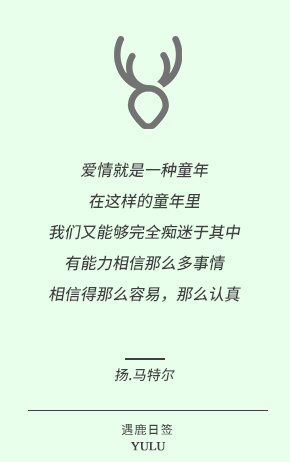 爱情就是一种童年
在这样的童年里
我们又能够完全痴迷于其中
有能力相信那么多事情
相信得那么容易，那么认真
扬.马特尔
遇鹿日签
YULU